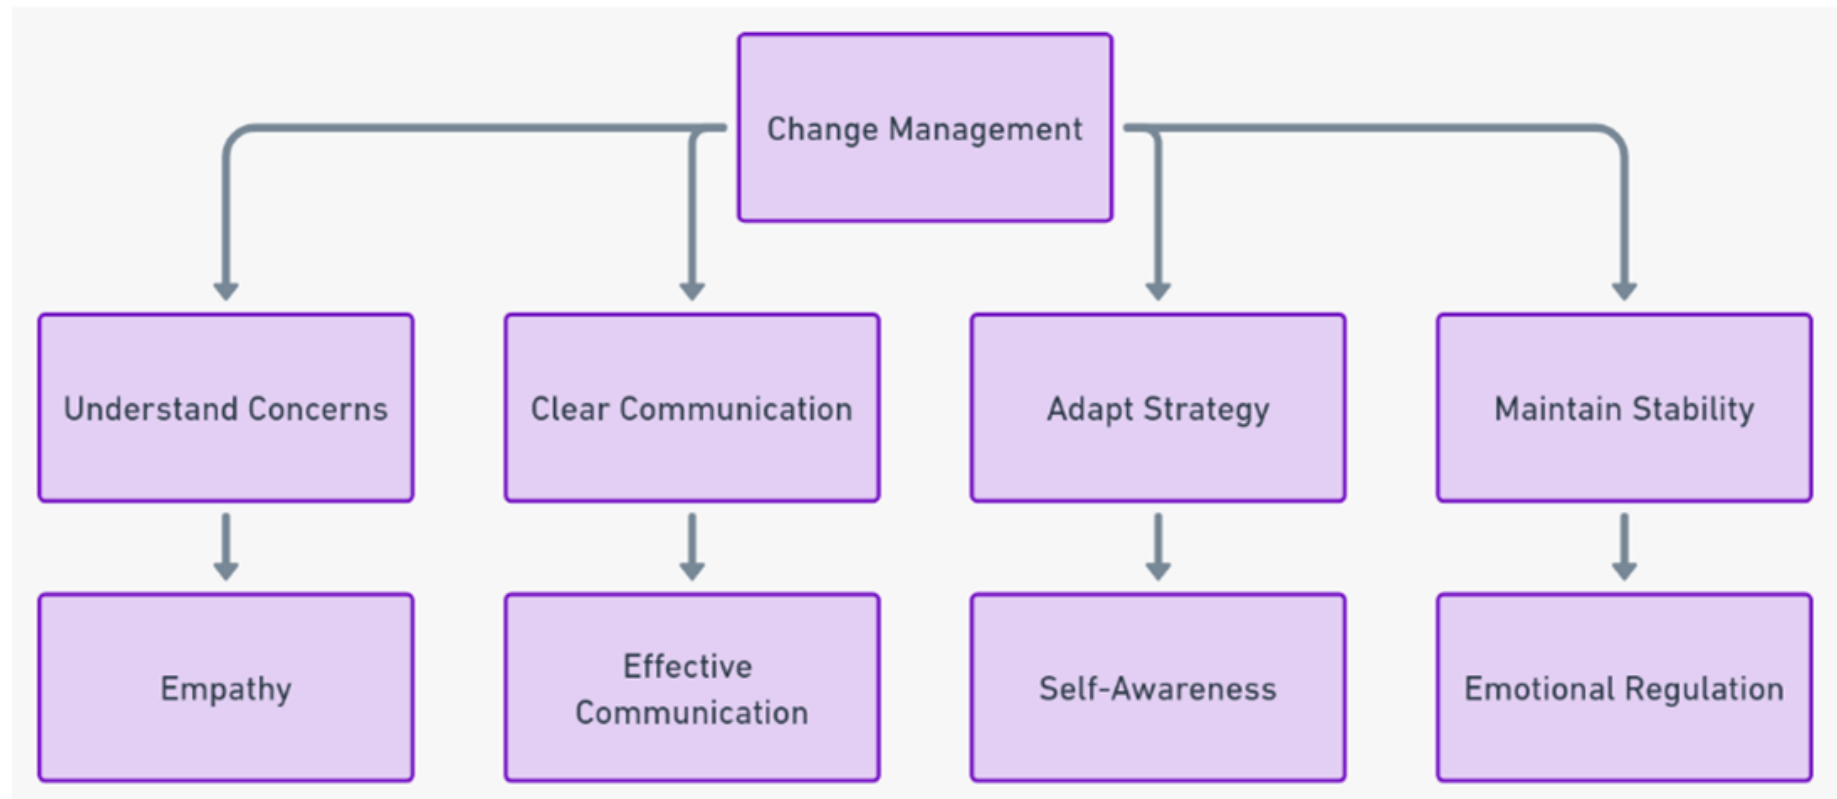 Change Management
Understand Concerns
Clear Communication
Adapt Strategy
Maintain Stability
Empathy
Effective
Communication
Self-Awareness
Emotional Regulation